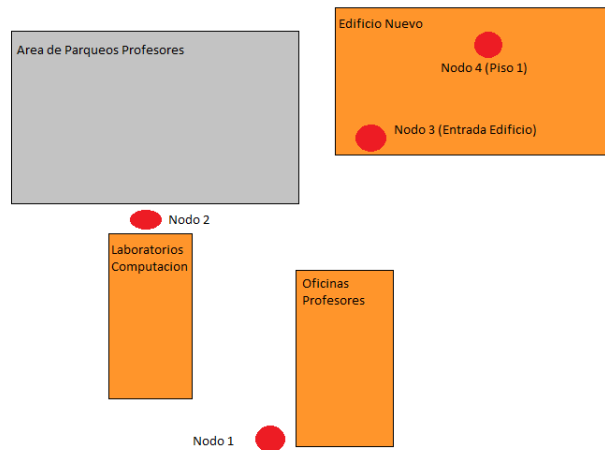 Edificio Nuevo
Area de Parqueos Profesores
Nodo 4 (Piso 1)
Nodo 3 (Entrada Edificio)
Nodo 2
Laboratorios
Computacion
Oficinas
Profesores
Nodo 1